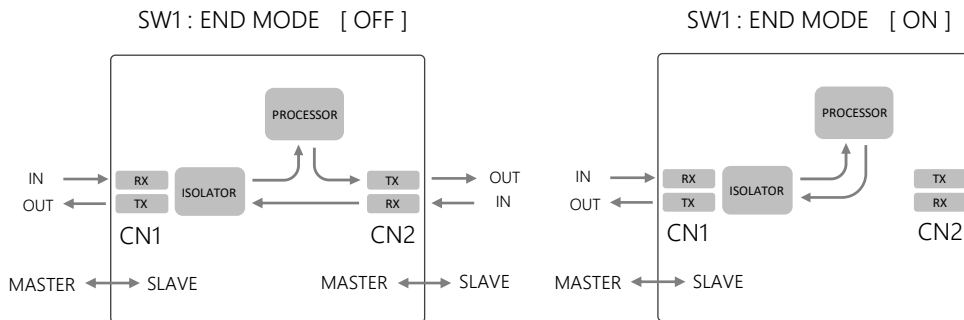 SW1 : END MODE [ OFF ]
PROCESSOR
IN RX ISOLATOR TX OUT
OUT TX RX IN
CN1 CN2
MASTER SLAVE MASTER SLAVE
SW1 : END MODE [ ON ]
PROCESSOR
IN RX ISOLATOR TX
OUT TX RX
CN1 CN2
MASTER SLAVE